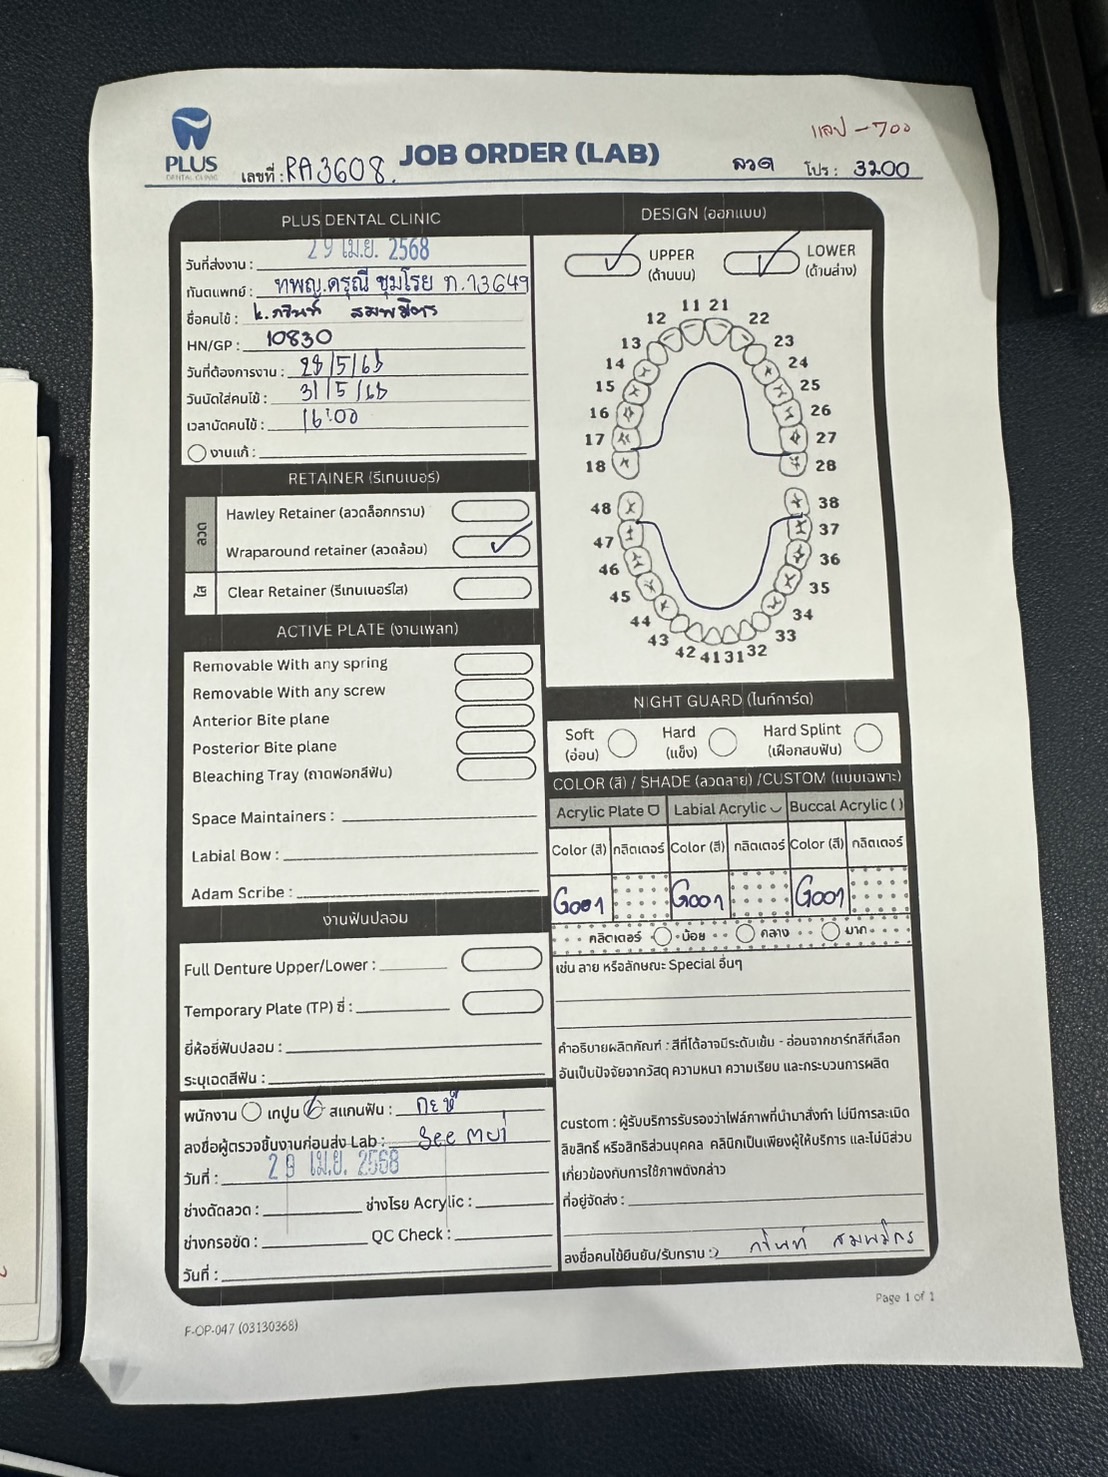 PLUS
DENTAL CLINIC
เลขที่ : RA3608.
JOB ORDER (LAB)
แลป - 700
ลวด
โปร : 3200
PLUS DENTAL CLINIC
วันที่ส่งงาน : 29 เม.ย. 2568
ทันตแพทย์ : ทพญ.ดรุณี ชุมโรย ท.13649
ชื่อคนไข้ : k.
HN/GP : 10830
วันที่ต้องการงาน : 28/5/68
วันนัดใส่คนไข้ : 31/5/68
เวลานัดคนไข้ : 16:00
งานแก้ :
RETAINER (รีเทนเนอร์)
ลวด
Hawley Retainer (ลวดล็อกกราม)
Wraparound retainer (ลวดล้อม)
ใส
Clear Retainer (รีเทนเนอร์ใส)
ACTIVE PLATE (งานเพลท)
Removable With any spring
Removable With any screw
Anterior Bite plane
Posterior Bite plane
Bleaching Tray (ถาดฟอกสีฟัน)
Space Maintainers :
Labial Bow :
Adam Scribe :
งานฟันปลอม
Full Denture Upper/Lower :
Temporary Plate (TP) ซี่ :
ยี่ห้อซี่ฟันปลอม :
ระบุเฉดสีฟัน :
พนักงาน เทปูน สแกนฟัน :
ลงชื่อผู้ตรวจชิ้นงานก่อนส่ง Lab :
วันที่ : 29 เม.ย. 2568
ช่างดัดลวด : ช่างโรย Acrylic :
ช่างกรอขัด : QC Check :
วันที่ :
DESIGN (ออกแบบ)
UPPER
(ด้านบน)
LOWER
(ด้านล่าง)
11 21
12 22
13 23
14 24
15 25
16 26
17 27
18 28
48 38
47 37
46 36
45 35
44 34
43 33
42 41 31 32
NIGHT GUARD (ไนท์การ์ด)
Soft
(อ่อน)
Hard
(แข็ง)
Hard Splint
(เฝือกสบฟัน)
COLOR (สี) / SHADE (ลวดลาย) /CUSTOM (แบบเฉพาะ)
Acrylic Plate Labial Acrylic Buccal Acrylic ( )
Color (สี) กลิตเตอร์ Color (สี) กลิตเตอร์ Color (สี) กลิตเตอร์
G001 G001 G001
กลิตเตอร์ น้อย กลาง มาก
เช่น ลาย หรือลักษณะ Special อื่นๆ
คำอธิบายผลิตภัณฑ์ : สีที่ได้อาจมีระดับเข้ม - อ่อนจากชาร์ทสีที่เลือก
อันเป็นปัจจัยจากวัสดุ ความหนา ความเรียบ และกระบวนการผลิต
custom : ผู้รับบริการรับรองว่าไฟล์ภาพที่นำมาสั่งทำ ไม่มีการละเมิด
ลิขสิทธิ์ หรือสิทธิส่วนบุคคล คลินิกเป็นเพียงผู้ให้บริการ และไม่มีส่วน
เกี่ยวข้องกับการใช้ภาพดังกล่าว
ที่อยู่จัดส่ง :
ลงชื่อคนไข้ยืนยัน/รับทราบ :
Page 1 of 1
F-OP-047 (03130368)